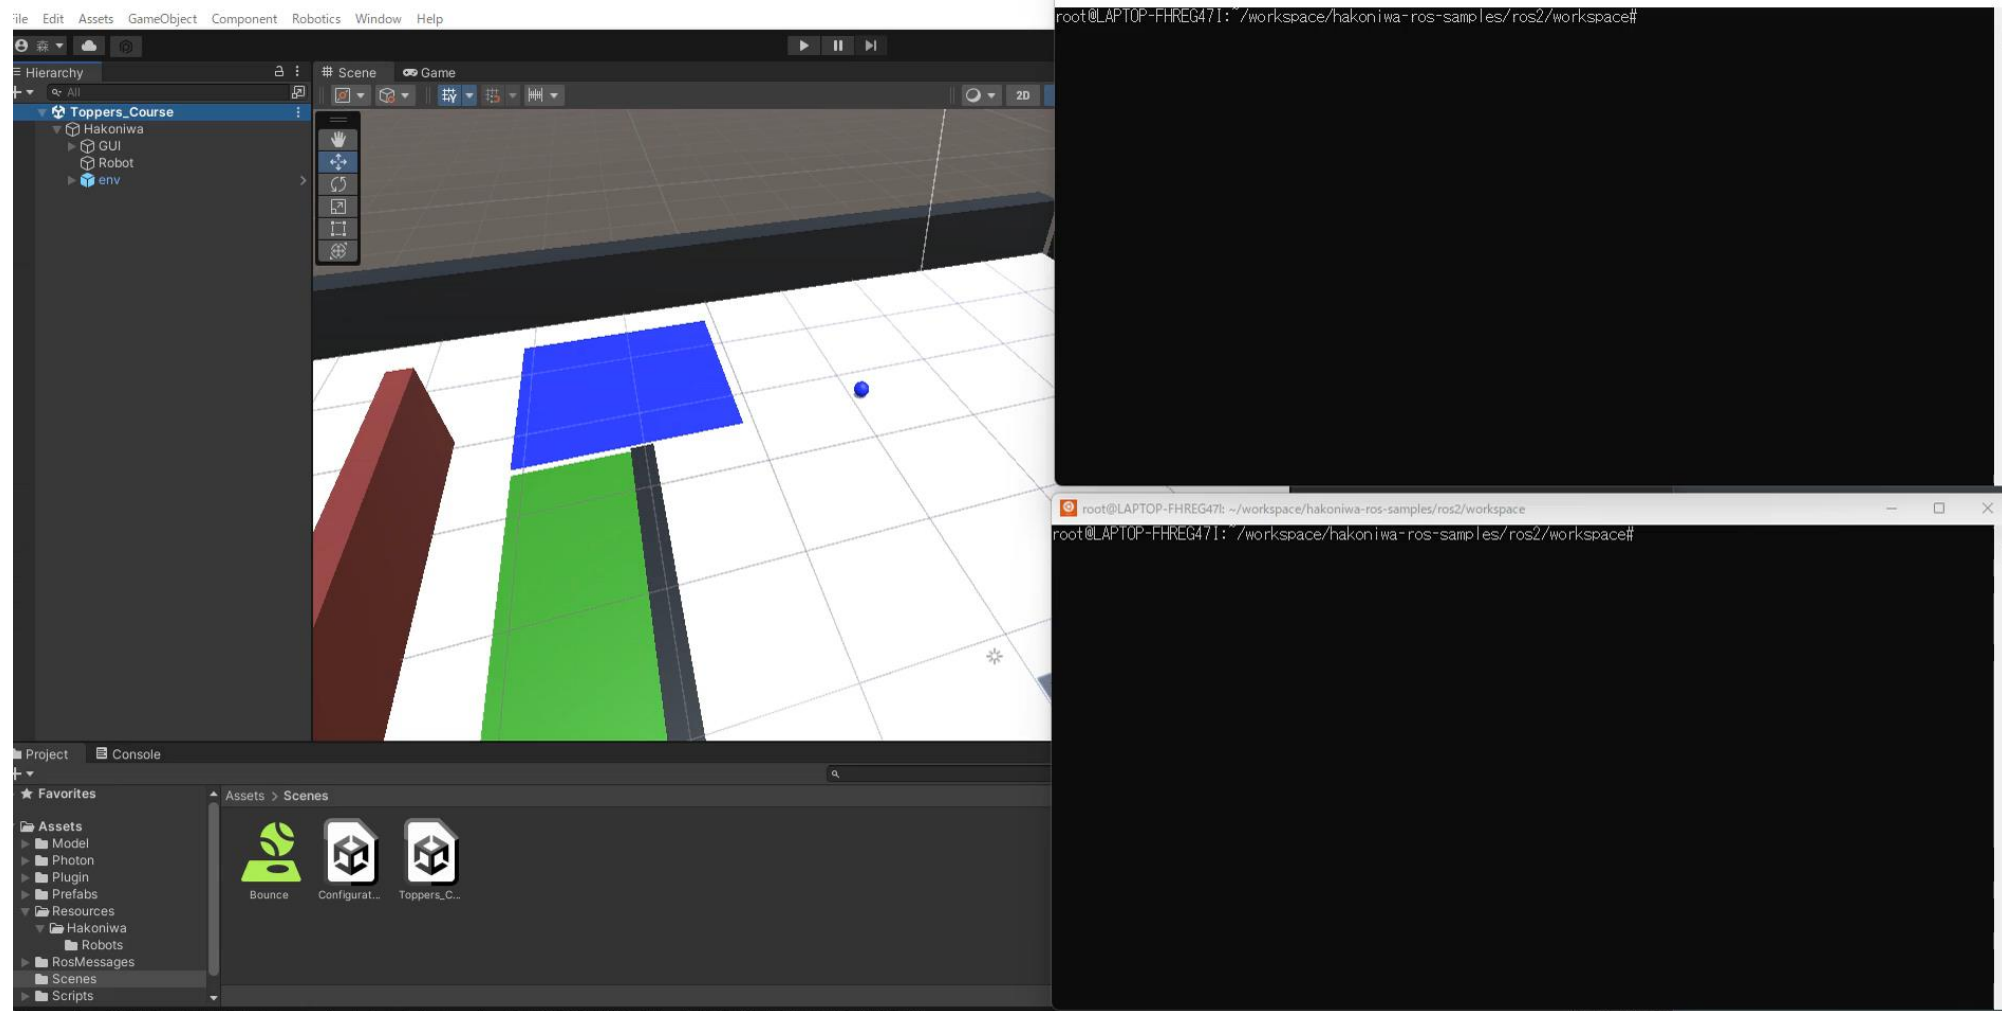 File Edit Assets GameObject Component Robotics Window Help
森
Hierarchy
All
Toppers_Course
Hakoniwa
GUI
Robot
env
Scene Game
2D
Project Console
Favorites
Assets
Model
Photon
Plugin
Prefabs
Resources
Hakoniwa
Robots
RosMessages
Scenes
Scripts
Assets > Scenes
Bounce Configurat... Toppers_C...
root@LAPTOP-FHREG47I:~/workspace/hakoniwa-ros-samples/ros2/workspace#
root@LAPTOP-FHREG47I: ~/workspace/hakoniwa-ros-samples/ros2/workspace
root@LAPTOP-FHREG47I:~/workspace/hakoniwa-ros-samples/ros2/workspace#